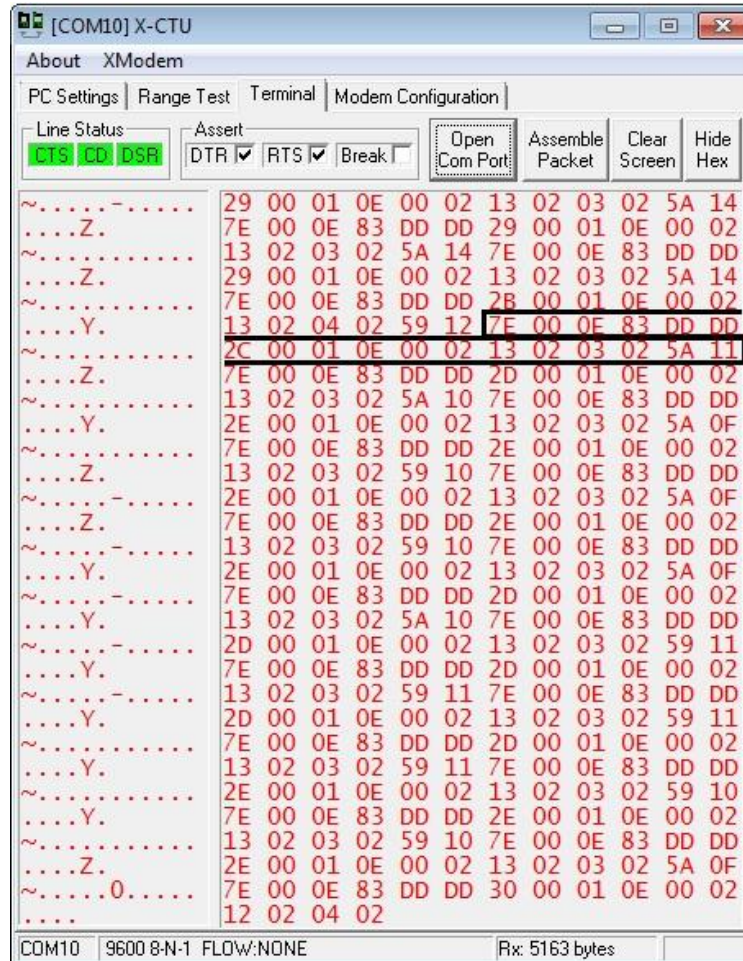 [COM10] X-CTU
About XModem
PC Settings Range Test Terminal Modem Configuration
Line Status Assert
CTS CD DSR DTR RTS Break Open Com Port Assemble Packet Clear Screen Hide Hex
~.....-..... 29 00 01 0E 00 02 13 02 03 02 5A 14
....Z. 7E 00 0E 83 DD DD 29 00 01 0E 00 02
~............ 13 02 03 02 5A 14 7E 00 0E 83 DD DD
....Z. 29 00 01 0E 00 02 13 02 03 02 5A 14
~............ 7E 00 0E 83 DD DD 2B 00 01 0E 00 02
....Y. 13 02 04 02 59 12 7E 00 0E 83 DD DD
~............ 2C 00 01 0E 00 02 13 02 03 02 5A 11
....Z. 7E 00 0E 83 DD DD 2D 00 01 0E 00 02
~............ 13 02 03 02 5A 10 7E 00 0E 83 DD DD
....Y. 2E 00 01 0E 00 02 13 02 03 02 5A 0F
~............ 7E 00 0E 83 DD DD 2E 00 01 0E 00 02
....Z. 13 02 03 02 59 10 7E 00 0E 83 DD DD
~.....-..... 2E 00 01 0E 00 02 13 02 03 02 5A 0F
....Z. 7E 00 0E 83 DD DD 2E 00 01 0E 00 02
~.....-..... 13 02 03 02 59 10 7E 00 0E 83 DD DD
....Y. 2E 00 01 0E 00 02 13 02 03 02 5A 0F
~.....-..... 7E 00 0E 83 DD DD 2D 00 01 0E 00 02
....Y. 13 02 03 02 5A 10 7E 00 0E 83 DD DD
~.....-..... 2D 00 01 0E 00 02 13 02 03 02 59 11
....Y. 7E 00 0E 83 DD DD 2D 00 01 0E 00 02
~.....-..... 13 02 03 02 59 11 7E 00 0E 83 DD DD
....Y. 2D 00 01 0E 00 02 13 02 03 02 59 11
~............ 7E 00 0E 83 DD DD 2D 00 01 0E 00 02
....Y. 13 02 03 02 59 11 7E 00 0E 83 DD DD
~............ 2E 00 01 0E 00 02 13 02 03 02 59 10
....Y. 7E 00 0E 83 DD DD 2E 00 01 0E 00 02
~............ 13 02 03 02 59 10 7E 00 0E 83 DD DD
....Z. 2E 00 01 0E 00 02 13 02 03 02 5A 0F
~.....0..... 7E 00 0E 83 DD DD 30 00 01 0E 00 02
.... 12 02 04 02
COM10 9600 8-N-1 FLOW:NONE Rx: 5163 bytes